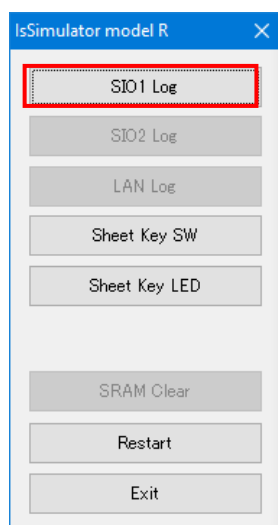 IsSimulator model R
SIO1 Log
SIO2 Log
LAN Log
Sheet Key SW
Sheet Key LED
SRAM Clear
Restart
Exit